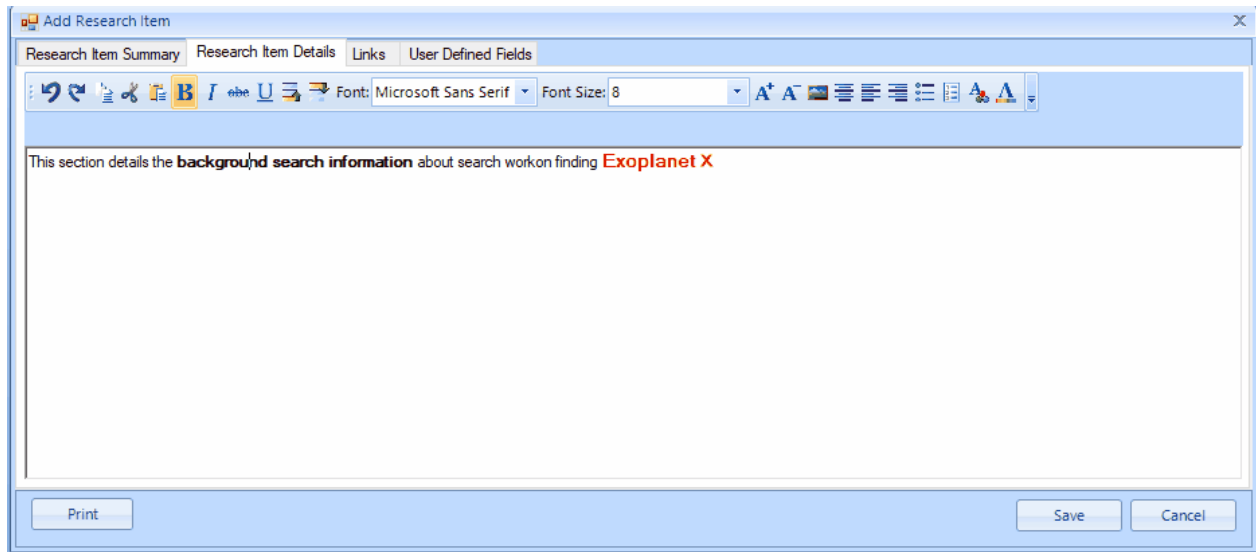 Add Research Item X
Research Item Summary Research Item Details Links User Defined Fields
B I abc U Font: Microsoft Sans Serif Font Size: 8 A+ A- A A
This section details the background search information about search workon finding Exoplanet X
Print Save Cancel